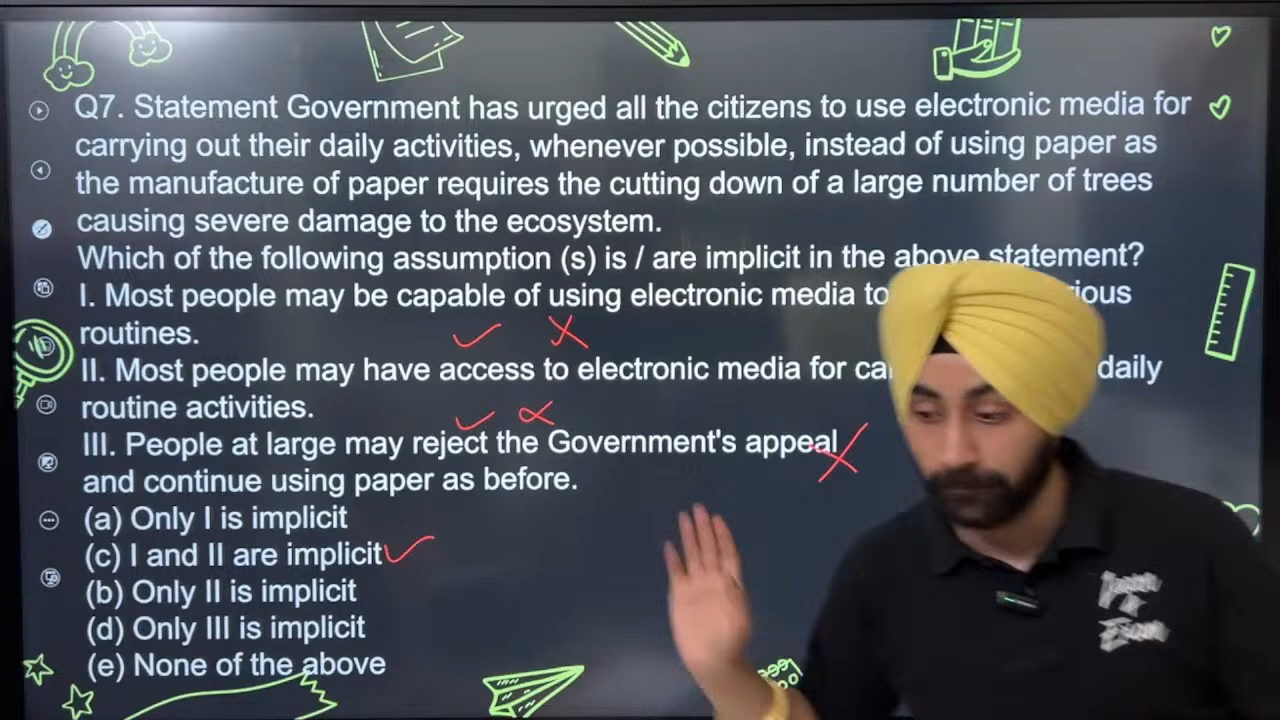 Q7. Statement Government has urged all the citizens to use electronic media for
carrying out their daily activities, whenever possible, instead of using paper as
the manufacture of paper requires the cutting down of a large number of trees
causing severe damage to the ecosystem.
Which of the following assumption (s) is / are implicit in the above statement?
I. Most people may be capable of using electronic media to
routines.
II. Most people may have access to electronic media for daily
routine activities.
III. People at large may reject the Government's appeal
and continue using paper as before.
(a) Only I is implicit
(c) I and II are implicit
(b) Only II is implicit
(d) Only III is implicit
(e) None of the above